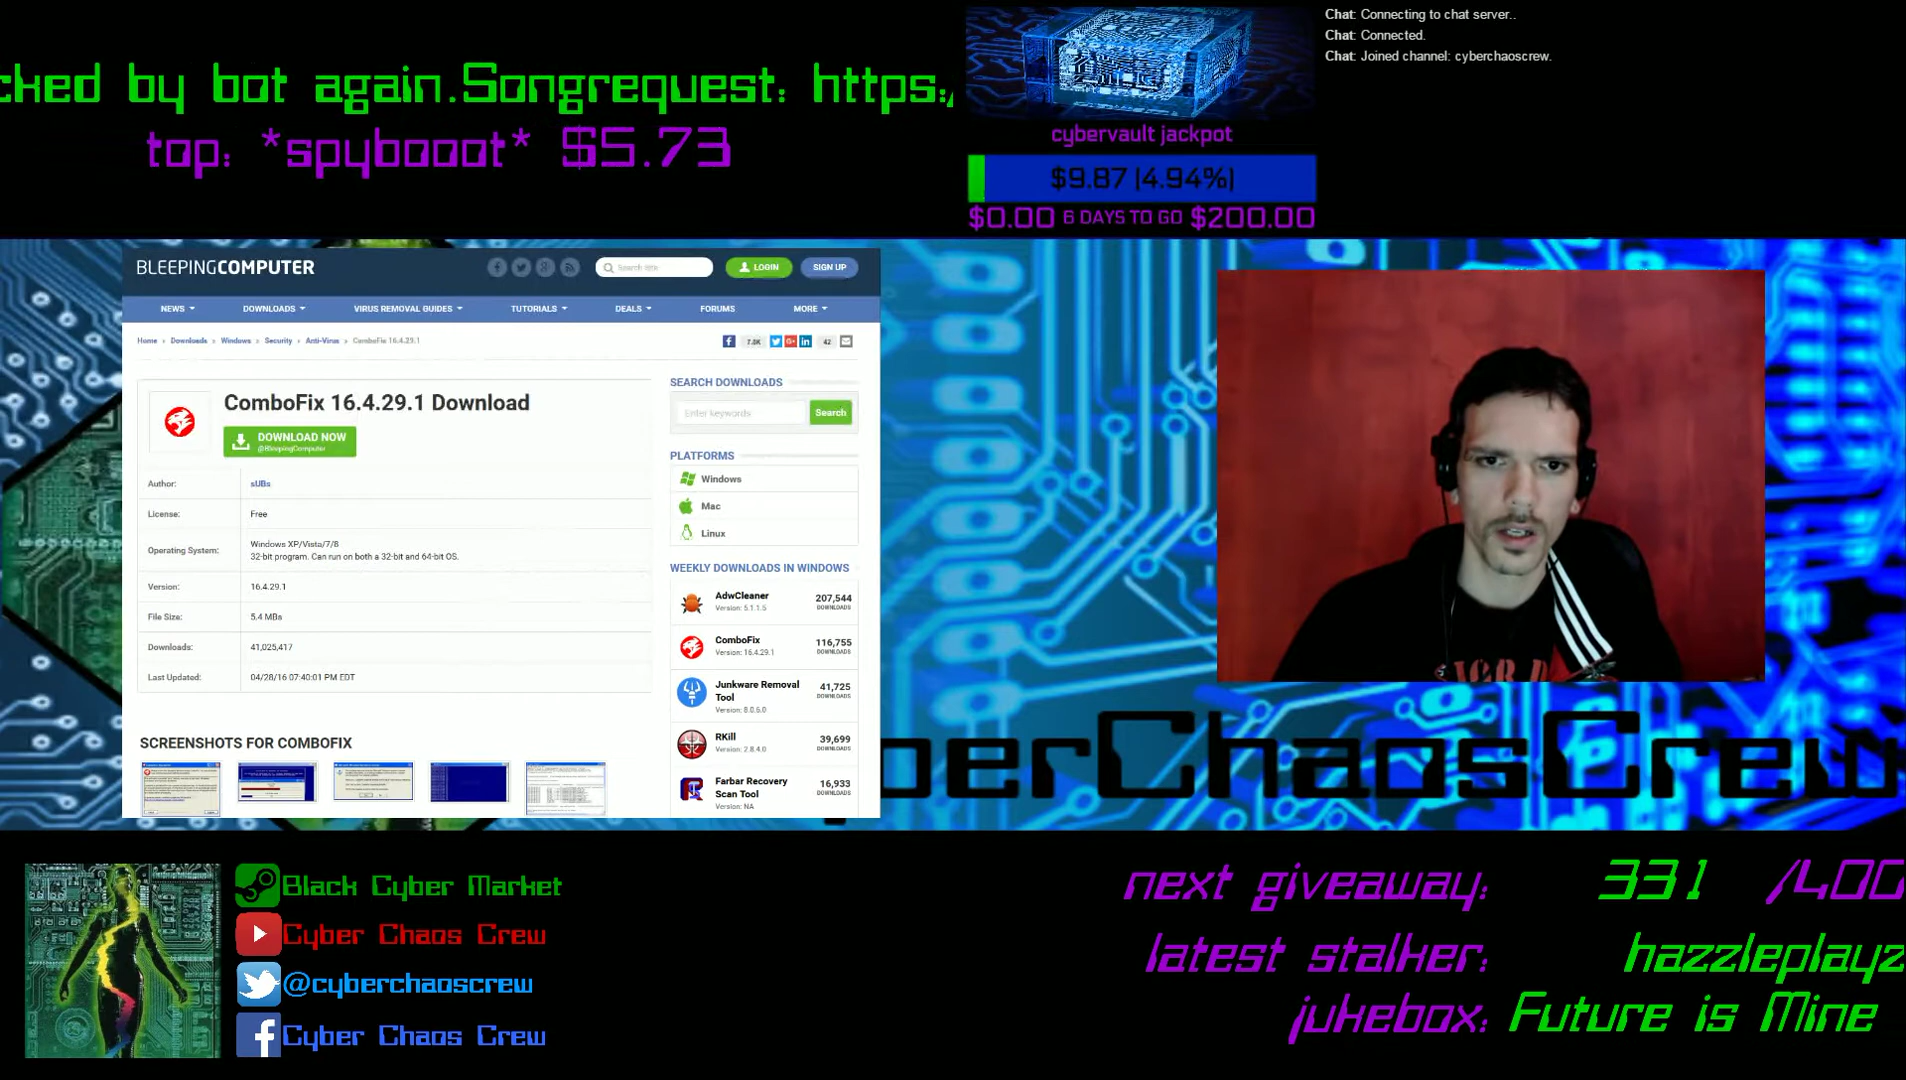 cked by bot again.Songrequest: https:/
top: *spybooot* $5.73
cybervault jackpot
$9.87 (4.94%)
$0.00 6 DAYS TO GO $200.00
Chat: Connecting to chat server..
Chat: Connected.
Chat: Joined channel: cyberchaoscrew.
BLEEPINGCOMPUTER
Search site
LOGIN
SIGN UP
NEWS
DOWNLOADS
VIRUS REMOVAL GUIDES
TUTORIALS
DEALS
FORUMS
MORE
Home > Downloads > Windows > Security > Anti-Virus > ComboFix 16.4.29.1
7.8K
42
ComboFix 16.4.29.1 Download
DOWNLOAD NOW
@BleepingComputer
Author: sUBs
License: Free
Operating System: Windows XP/Vista/7/8
32-bit program. Can run on both a 32-bit and 64-bit OS.
Version: 16.4.29.1
File Size: 5.4 MBs
Downloads: 41,025,417
Last Updated: 04/28/16 07:40:01 PM EDT
SCREENSHOTS FOR COMBOFIX
SEARCH DOWNLOADS
Enter keywords
Search
PLATFORMS
Windows
Mac
Linux
WEEKLY DOWNLOADS IN WINDOWS
AdwCleaner
Version: 5.1.1.5
207,544
DOWNLOADS
ComboFix
Version: 16.4.29.1
116,755
DOWNLOADS
Junkware Removal
Tool
Version: 8.0.5.0
41,725
DOWNLOADS
RKill
Version: 2.8.4.0
39,699
DOWNLOADS
Farbar Recovery
Scan Tool
Version: NA
16,933
DOWNLOADS
yberChaosCrew
Black Cyber Market
Cyber Chaos Crew
@cyberchaoscrew
Cyber Chaos Crew
next giveaway: 331 /400
latest stalker: hazzleplayz
jukebox: Future is Mine